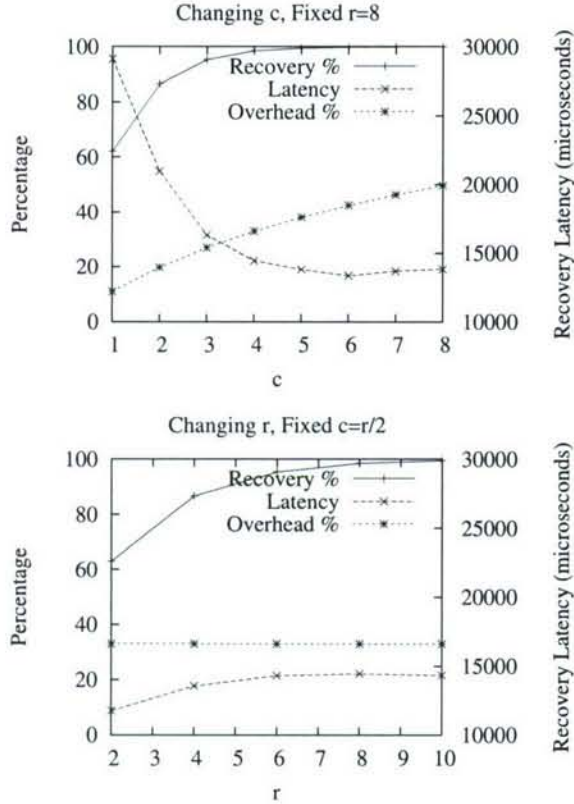 Changing c, Fixed r=8
Percentage
Recovery Latency (microseconds)
100
80
60
40
20
0
30000
25000
20000
15000
10000
Recovery %
Latency
Overhead %
1 2 3 4 5 6 7 8
c
Changing r, Fixed c=r/2
Percentage
Recovery Latency (microseconds)
100
80
60
40
20
0
30000
25000
20000
15000
10000
Recovery %
Latency
Overhead %
2 3 4 5 6 7 8 9 10
r